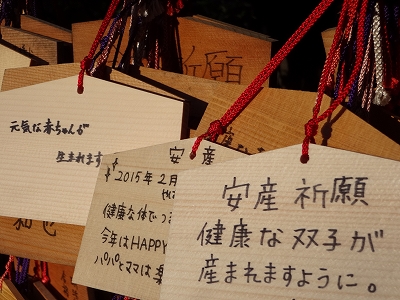 祈願
元気な赤ちゃんが
生まれます
安産
2015年2月
健康な体でつ
今年はHAPPY
パパとママは楽
安産祈願
健康な双子が
産まれますように。